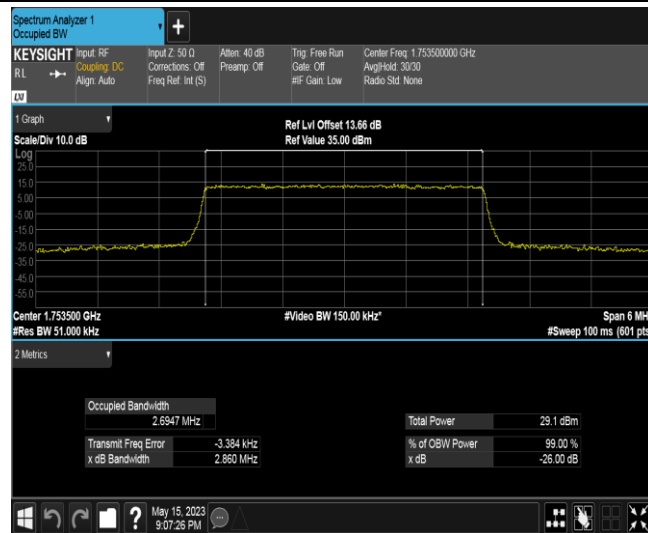 Spectrum Analyzer 1
Occupied BW
+
KEYSIGHT
RL
LXI
Input: RF
Coupling: DC
Align: Auto
Input Z: 50 Ω
Corrections: Off
Freq Ref: Int (S)
Atten: 40 dB
Preamp: Off
Trig: Free Run
Gate: Off
#IF Gain: Low
Center Freq: 1.753500000 GHz
Avg|Hold: 30/30
Radio Std: None
1 Graph
Scale/Div 10.0 dB
Ref Lvl Offset 13.66 dB
Ref Value 35.00 dBm
Log
25.0
15.0
5.00
-5.00
-15.0
-25.0
-35.0
-45.0
-55.0
Center 1.753500 GHz
#Res BW 51.000 kHz
#Video BW 150.00 kHz*
Span 6 MH
#Sweep 100 ms (601 pts
2 Metrics
Occupied Bandwidth
2.6947 MHz
Transmit Freq Error -3.384 kHz
x dB Bandwidth 2.860 MHz
Total Power 29.1 dBm
% of OBW Power 99.00 %
x dB -26.00 dB
?
May 15, 2023
9:07:26 PM